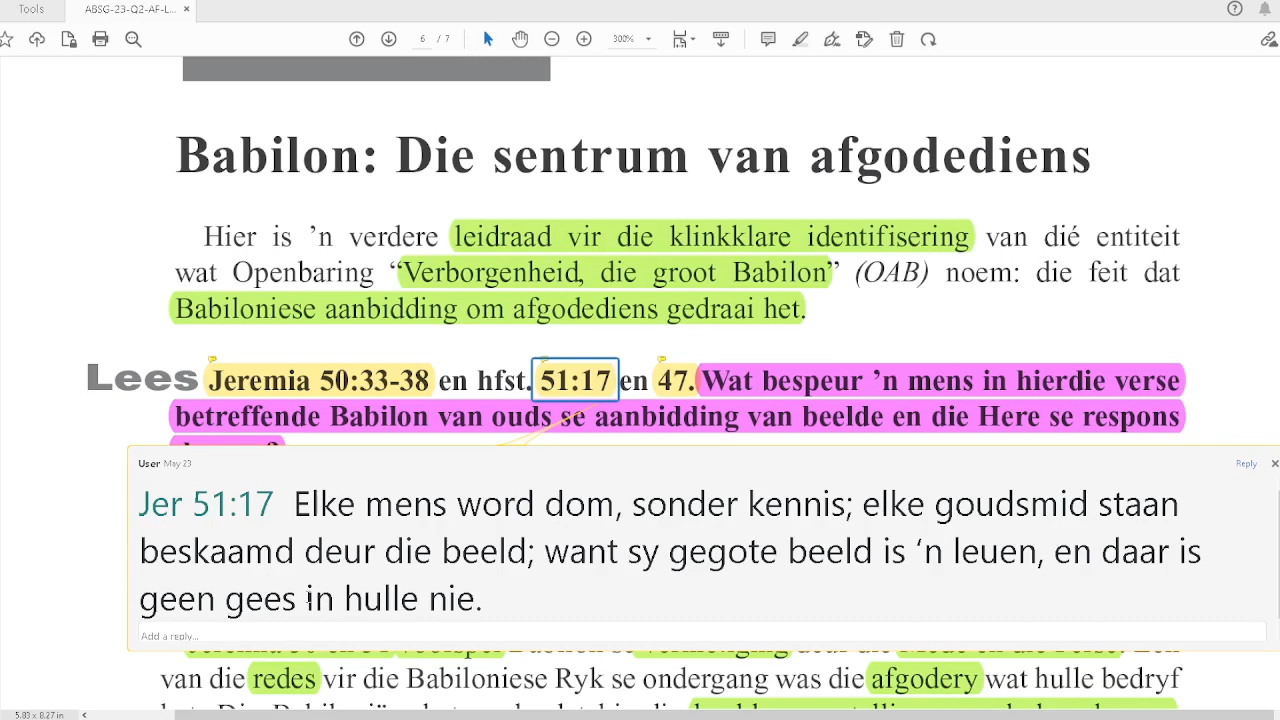 Tools
ABSG-23-Q2-AF-L... ×
6 / 7
300%
Babilon: Die sentrum van afgodediens
Hier is ’n verdere leidraad vir die klinkklare identifisering van dié entiteit
wat Openbaring “Verborgenheid, die groot Babilon” (OAB) noem: die feit dat
Babiloniese aanbidding om afgodediens gedraai het.
Lees Jeremia 50:33-38 en hfst. 51:17 en 47. Wat bespeur ’n mens in hierdie verse
betreffende Babilon van ouds se aanbidding van beelde en die Here se respons
User May 23
Reply
Jer 51:17 Elke mens word dom, sonder kennis; elke goudsmid staan
beskaamd deur die beeld; want sy gegote beeld is ‘n leuen, en daar is
geen gees in hulle nie.
Add a reply...
van die redes vir die Babiloniese Ryk se ondergang was die afgodery wat hulle bedryf
5.83 x 8.27 in